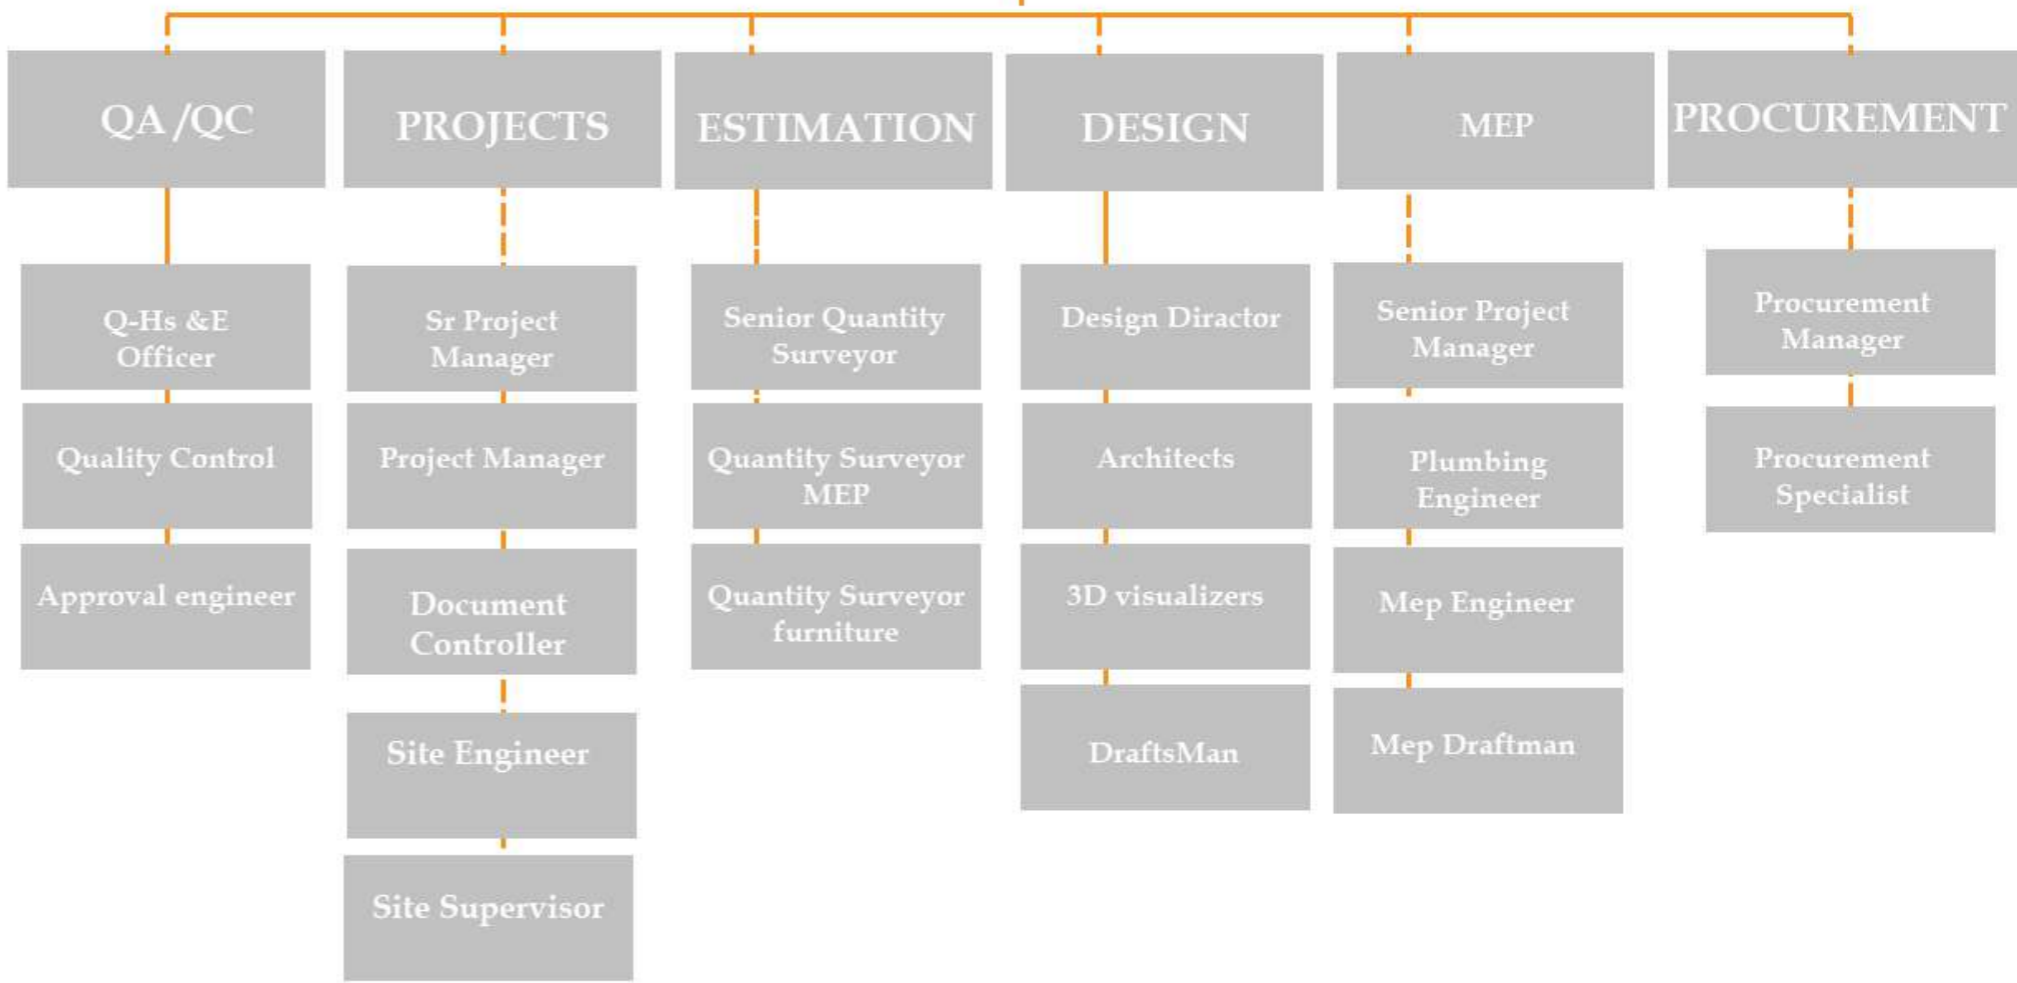 QA /QC
PROJECTS
ESTIMATION
DESIGN
MEP
PROCUREMENT
Q-Hs &E
Officer
Quality Control
Approval engineer
Sr Project
Manager
Project Manager
Document
Controller
Site Engineer
Site Supervisor
Senior Quantity
Surveyor
Quantity Surveyor
MEP
Quantity Surveyor
furniture
Design Diractor
Architects
3D visualizers
DraftsMan
Senior Project
Manager
Plumbing
Engineer
Mep Engineer
Mep Draftman
Procurement
Manager
Procurement
Specialist